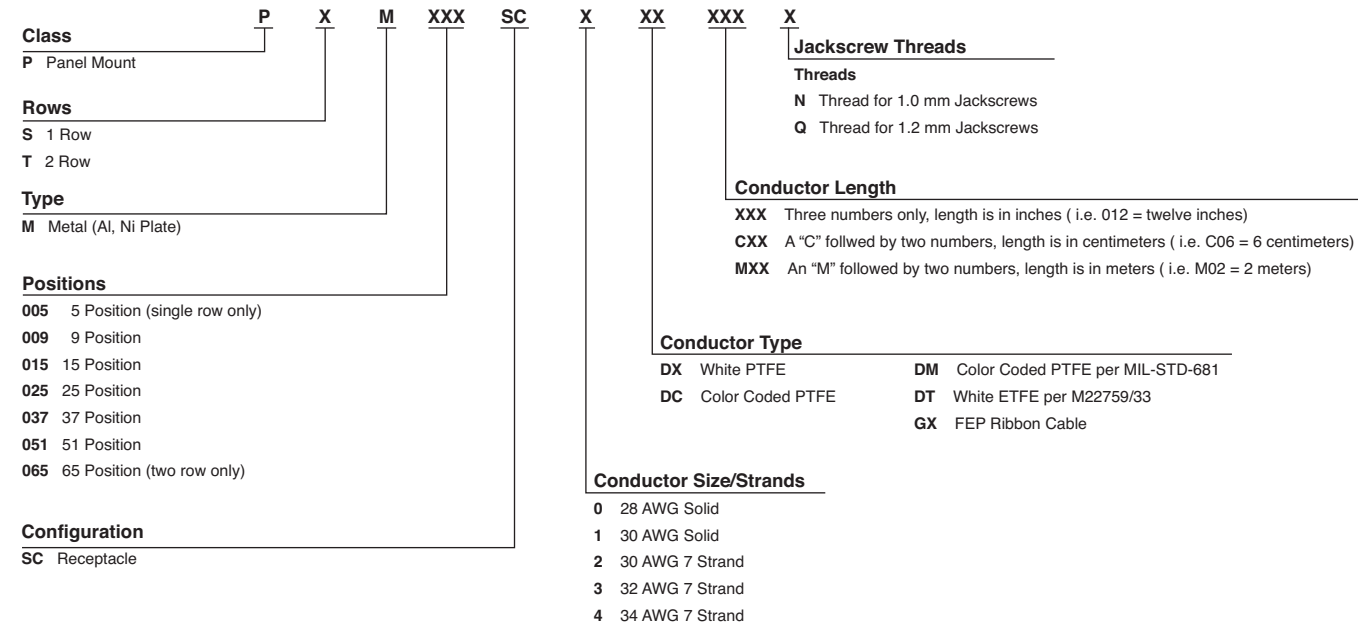 P X M XXX SC X XX XXX X
Class
P Panel Mount
Rows
S 1 Row
T 2 Row
Type
M Metal (Al, Ni Plate)
Positions
005 5 Position (single row only)
009 9 Position
015 15 Position
025 25 Position
037 37 Position
051 51 Position
065 65 Position (two row only)
Configuration
SC Receptacle
Jackscrew Threads
Threads
N Thread for 1.0 mm Jackscrews
Q Thread for 1.2 mm Jackscrews
Conductor Length
XXX Three numbers only, length is in inches ( i.e. 012 = twelve inches)
CXX A “C” follwed by two numbers, length is in centimeters ( i.e. C06 = 6 centimeters)
MXX An “M” followed by two numbers, length is in meters ( i.e. M02 = 2 meters)
Conductor Type
DX White PTFE
DC Color Coded PTFE
DM Color Coded PTFE per MIL-STD-681
DT White ETFE per M22759/33
GX FEP Ribbon Cable
Conductor Size/Strands
0 28 AWG Solid
1 30 AWG Solid
2 30 AWG 7 Strand
3 32 AWG 7 Strand
4 34 AWG 7 Strand